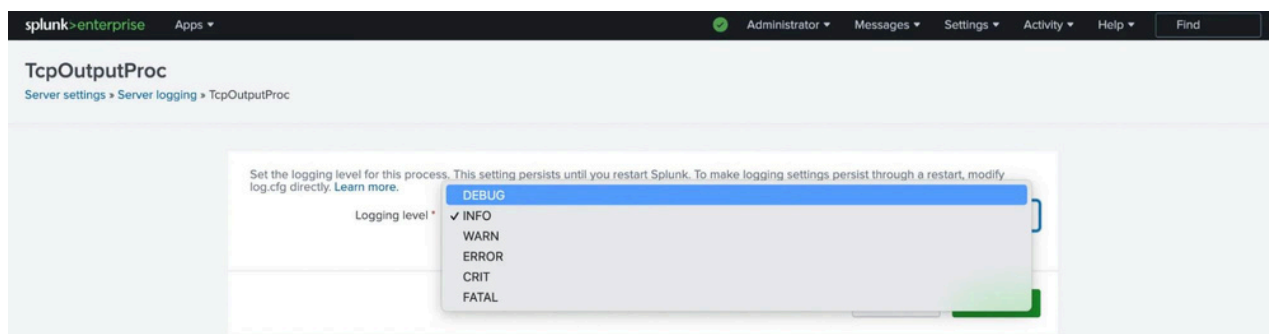 splunk>enterprise Apps Administrator Messages Settings Activity Help Find
TcpOutputProc
Server settings » Server logging » TcpOutputProc
Set the logging level for this process. This setting persists until you restart Splunk. To make logging settings persist through a restart, modify
log.cfg directly. Learn more.
DEBUG
Logging level * ✓ INFO
WARN
ERROR
CRIT
FATAL